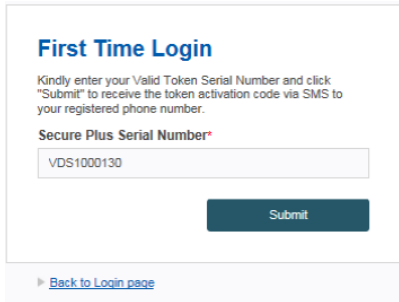 First Time Login
Kindly enter your Valid Token Serial Number and click
"Submit" to receive the token activation code via SMS to
your registered phone number.
Secure Plus Serial Number*
VDS1000130
Submit
Back to Login page